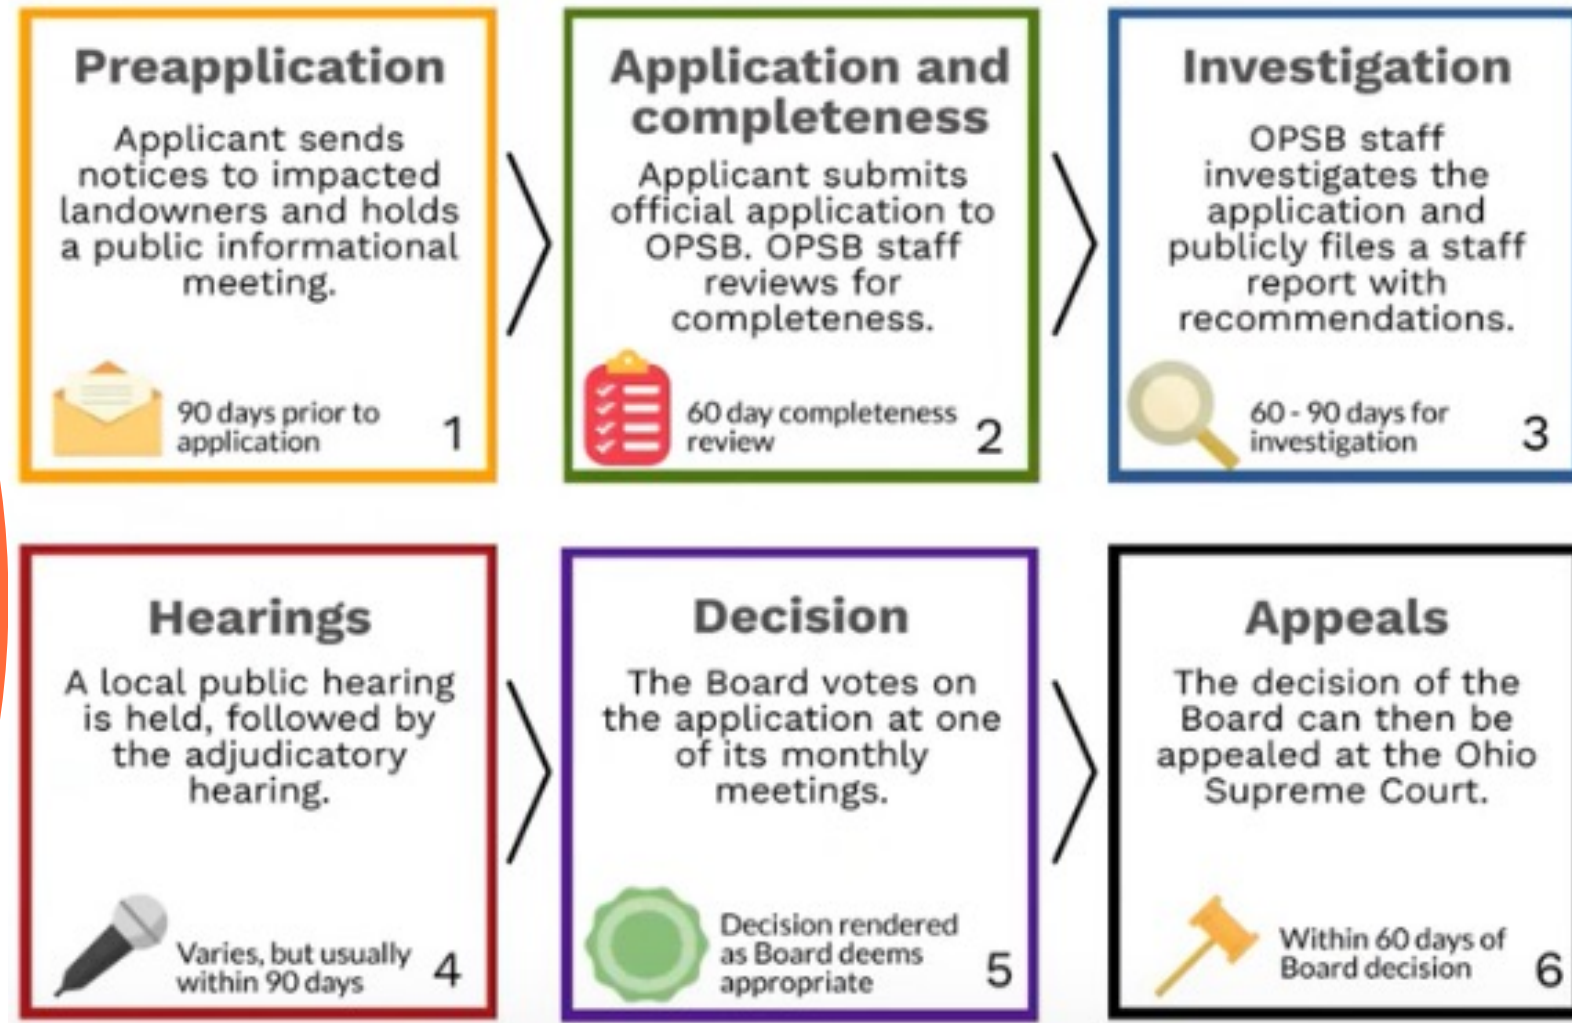 Preapplication
Applicant sends
notices to impacted
landowners and holds
a public informational
meeting.
90 days prior to
application
1
Application and
completeness
Applicant submits
official application to
OPSB. OPSB staff
reviews for
completeness.
60 day completeness
review
2
Investigation
OPSB staff
investigates the
application and
publicly files a staff
report with
recommendations.
60 - 90 days for
investigation
3
Hearings
A local public hearing
is held, followed by
the adjudicatory
hearing.
Varies, but usually
within 90 days
4
Decision
The Board votes on
the application at one
of its monthly
meetings.
Decision rendered
as Board deems
appropriate
5
Appeals
The decision of the
Board can then be
appealed at the Ohio
Supreme Court.
Within 60 days of
Board decision
6